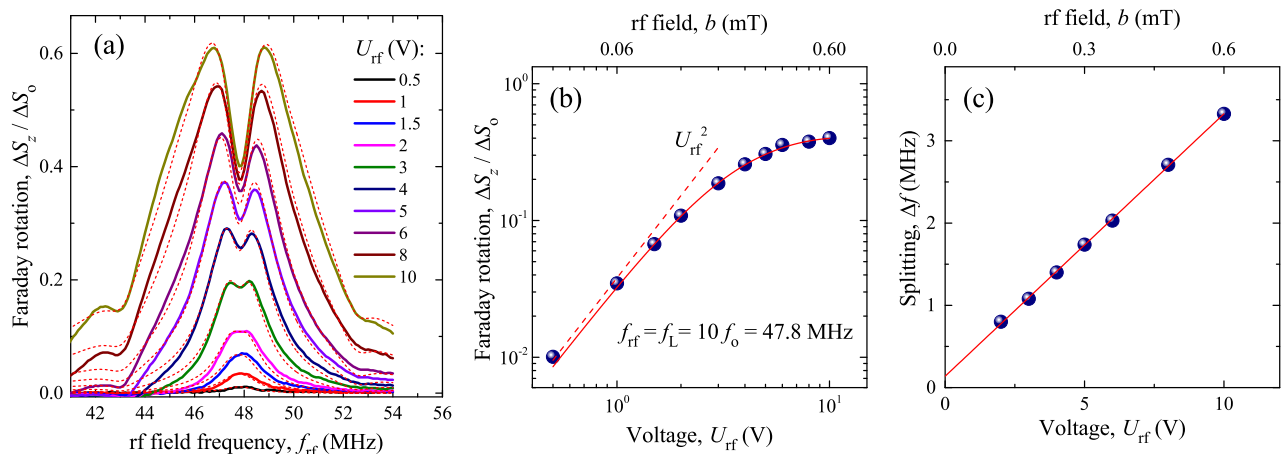 (a)
U_rf (V):
0.5
1
1.5
2
3
4
5
6
8
10
0.6
0.4
0.2
0.0
Faraday rotation, ΔS_z / ΔS_o
42 44 46 48 50 52 54 56
rf field frequency, f_rf (MHz)
rf field, b (mT)
0.06 0.60
(b)
U_rf^2
10^0
10^-1
10^-2
Faraday rotation, ΔS_z / ΔS_o
f_rf = f_L = 10 f_o = 47.8 MHz
10^0 10^1
Voltage, U_rf (V)
rf field, b (mT)
0.0 0.3 0.6
(c)
3
2
1
0
Splitting, Δf (MHz)
0 5 10
Voltage, U_rf (V)